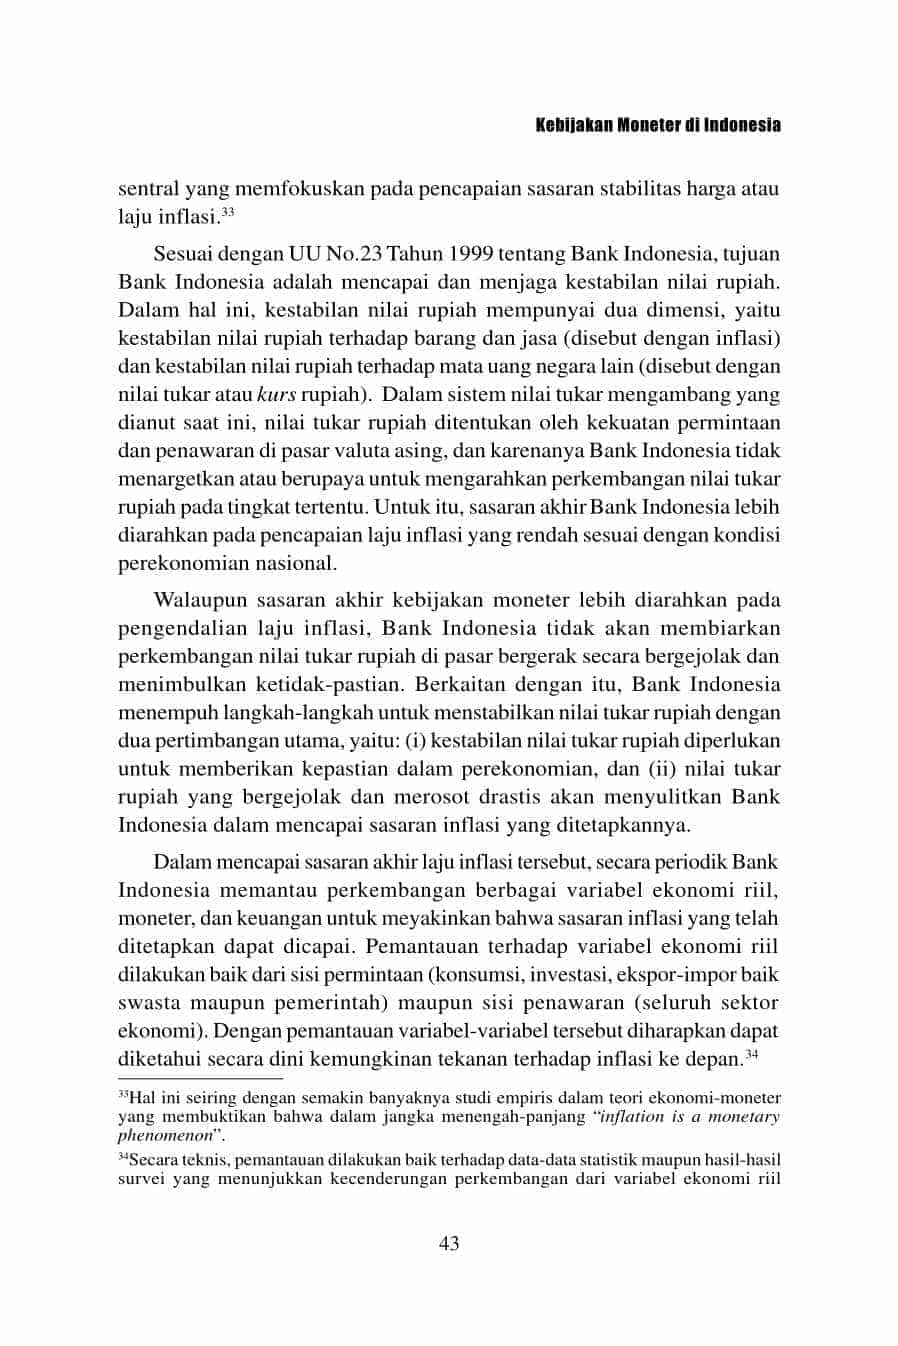 Kebijakan Moneter di Indonesia
sentral yang memfokuskan pada pencapaian sasaran stabilitas harga atau
laju inflasi.33
Sesuai dengan UU No.23 Tahun 1999 tentang Bank Indonesia, tujuan
Bank Indonesia adalah mencapai dan menjaga kestabilan nilai rupiah.
Dalam hal ini, kestabilan nilai rupiah mempunyai dua dimensi, yaitu
kestabilan nilai rupiah terhadap barang dan jasa (disebut dengan inflasi)
dan kestabilan nilai rupiah terhadap mata uang negara lain (disebut dengan
nilai tukar atau kurs rupiah). Dalam sistem nilai tukar mengambang yang
dianut saat ini, nilai tukar rupiah ditentukan oleh kekuatan permintaan
dan penawaran di pasar valuta asing, dan karenanya Bank Indonesia tidak
menargetkan atau berupaya untuk mengarahkan perkembangan nilai tukar
rupiah pada tingkat tertentu. Untuk itu, sasaran akhir Bank Indonesia lebih
diarahkan pada pencapaian laju inflasi yang rendah sesuai dengan kondisi
perekonomian nasional.
Walaupun sasaran akhir kebijakan moneter lebih diarahkan pada
pengendalian laju inflasi, Bank Indonesia tidak akan membiarkan
perkembangan nilai tukar rupiah di pasar bergerak secara bergejolak dan
menimbulkan ketidak-pastian. Berkaitan dengan itu, Bank Indonesia
menempuh langkah-langkah untuk menstabilkan nilai tukar rupiah dengan
dua pertimbangan utama, yaitu: (i) kestabilan nilai tukar rupiah diperlukan
untuk memberikan kepastian dalam perekonomian, dan (ii) nilai tukar
rupiah yang bergejolak dan merosot drastis akan menyulitkan Bank
Indonesia dalam mencapai sasaran inflasi yang ditetapkannya.
Dalam mencapai sasaran akhir laju inflasi tersebut, secara periodik Bank
Indonesia memantau perkembangan berbagai variabel ekonomi riil,
moneter, dan keuangan untuk meyakinkan bahwa sasaran inflasi yang telah
ditetapkan dapat dicapai. Pemantauan terhadap variabel ekonomi riil
dilakukan baik dari sisi permintaan (konsumsi, investasi, ekspor-impor baik
swasta maupun pemerintah) maupun sisi penawaran (seluruh sektor
ekonomi). Dengan pemantauan variabel-variabel tersebut diharapkan dapat
diketahui secara dini kemungkinan tekanan terhadap inflasi ke depan.34
33Hal ini seiring dengan semakin banyaknya studi empiris dalam teori ekonomi-moneter
yang membuktikan bahwa dalam jangka menengah-panjang “inflation is a monetary
phenomenon”.
34Secara teknis, pemantauan dilakukan baik terhadap data-data statistik maupun hasil-hasil
survei yang menunjukkan kecenderungan perkembangan dari variabel ekonomi riil
43